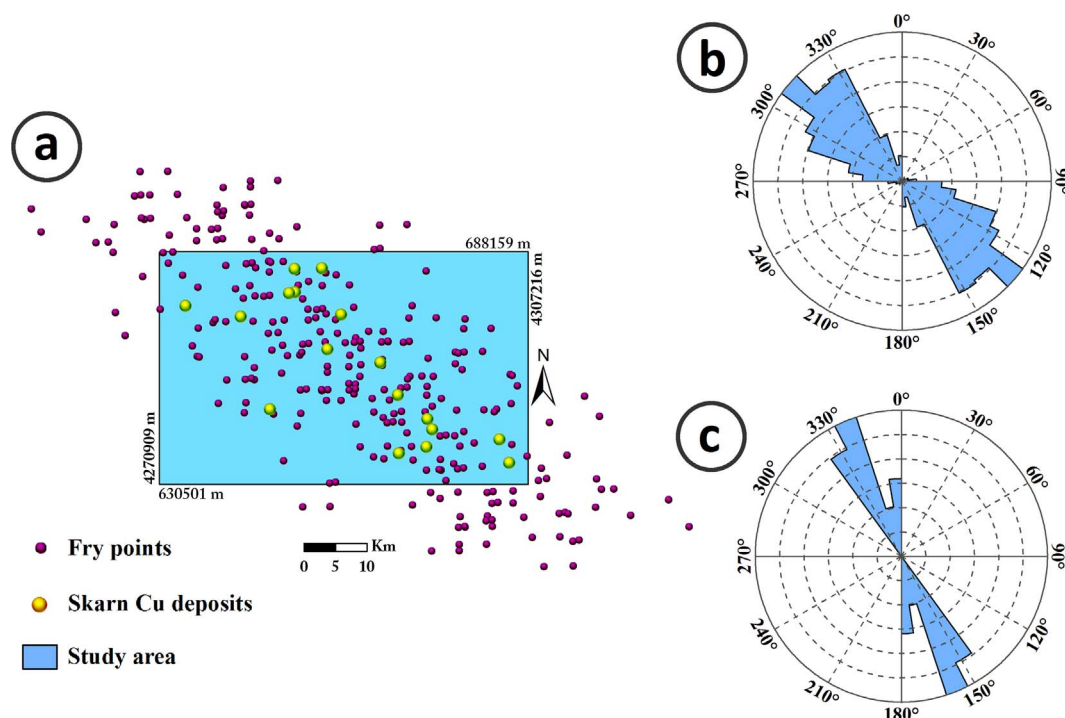 a
688159 m
4307216 m
N
4270909 m
630501 m
Fry points
Skarn Cu deposits
Study area
Km
0 5 10
b
0°
30°
60°
90°
120°
150°
180°
210°
240°
270°
300°
330°
c
0°
30°
60°
90°
120°
150°
180°
210°
240°
270°
300°
330°